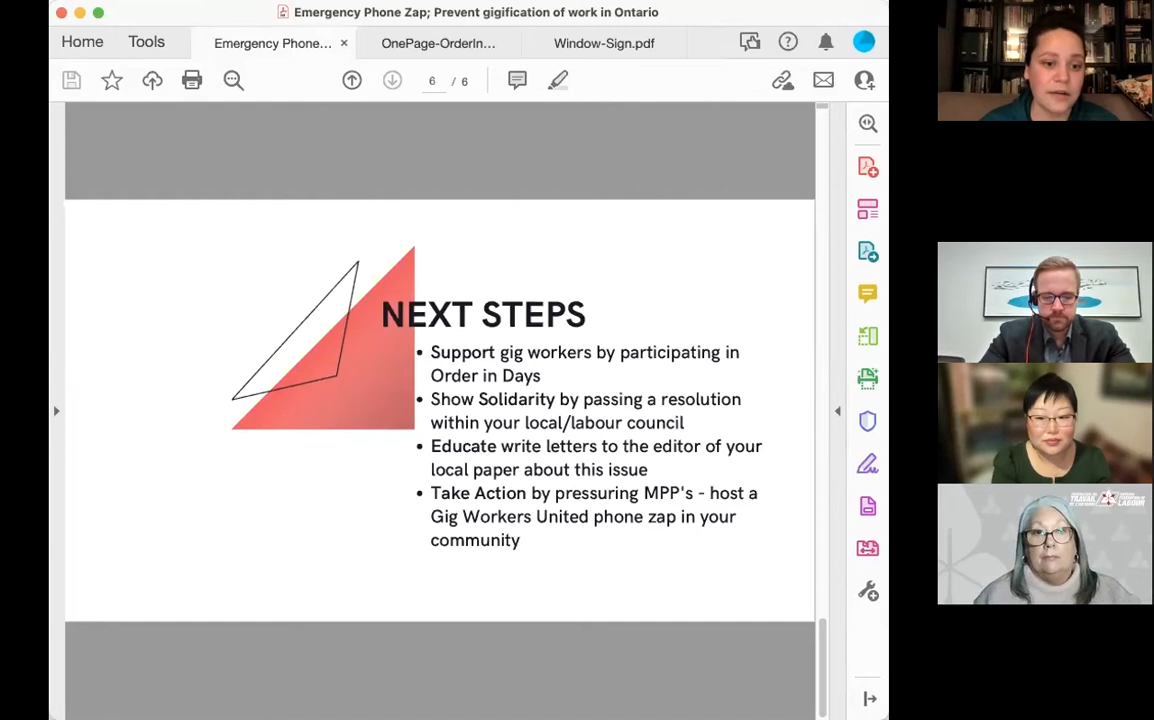 Emergency Phone Zap; Prevent gigification of work in Ontario
Home
Tools
Emergency Phone...
×
OnePage-OrderIn...
Window-Sign.pdf
6 / 6
NEXT STEPS
• Support gig workers by participating in
Order in Days
• Show Solidarity by passing a resolution
within your local/labour council
• Educate write letters to the editor of your
local paper about this issue
• Take Action by pressuring MPP's - host a
Gig Workers United phone zap in your
community
TRAVAIL
LABOUR